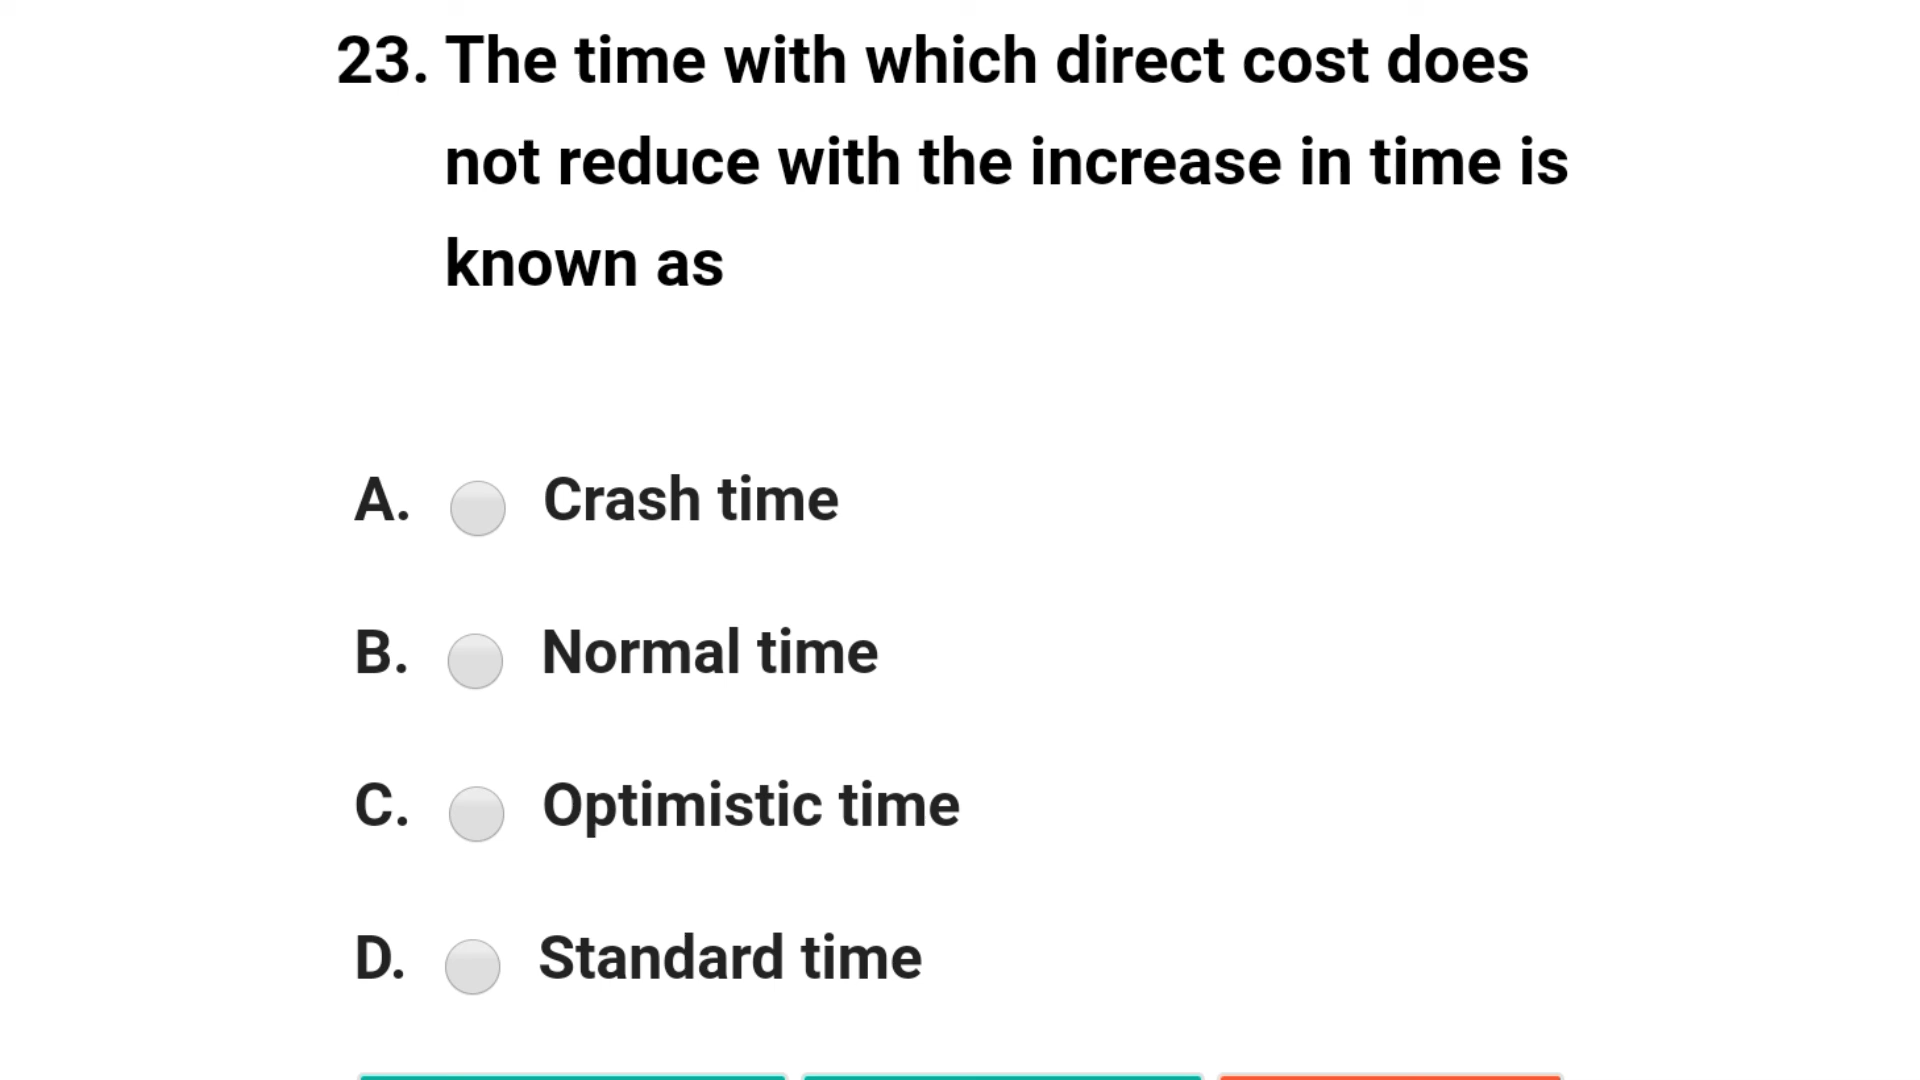 23. The time with which direct cost does
not reduce with the increase in time is
known as
A. Crash time
B. Normal time
C. Optimistic time
D. Standard time